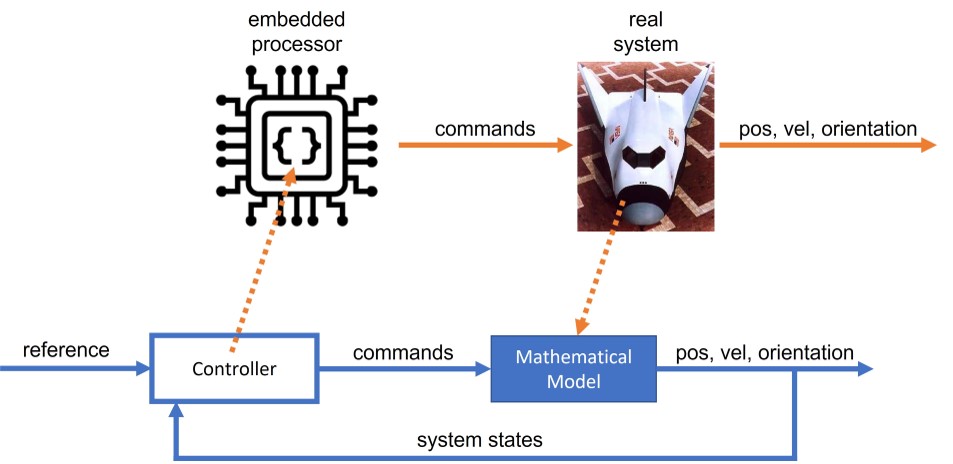 embedded
processor
real
system
commands
pos, vel, orientation
{ }
reference
Controller
commands
Mathematical
Model
pos, vel, orientation
system states